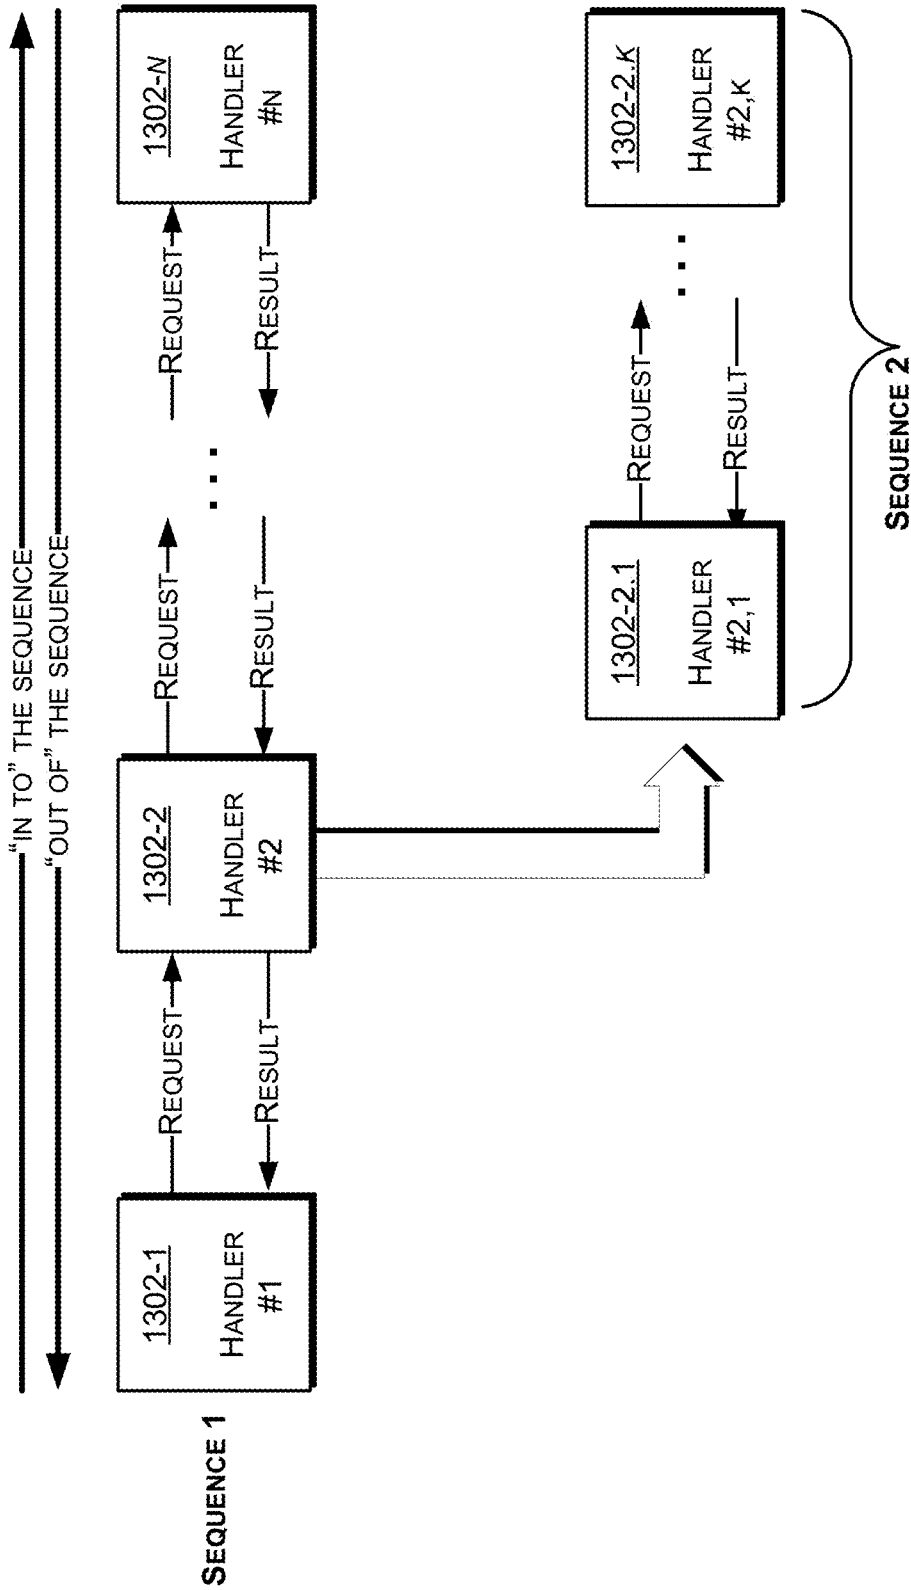 “IN TO” THE SEQUENCE
“OUT OF” THE SEQUENCE
SEQUENCE 1
1302-1
HANDLER
#1
REQUEST
RESULT
1302-2
HANDLER
#2
REQUEST
RESULT
. . .
REQUEST
RESULT
1302-N
HANDLER
#N
1302-2.1
HANDLER
#2,1
REQUEST
RESULT
. . .
1302-2.K
HANDLER
#2,K
SEQUENCE 2